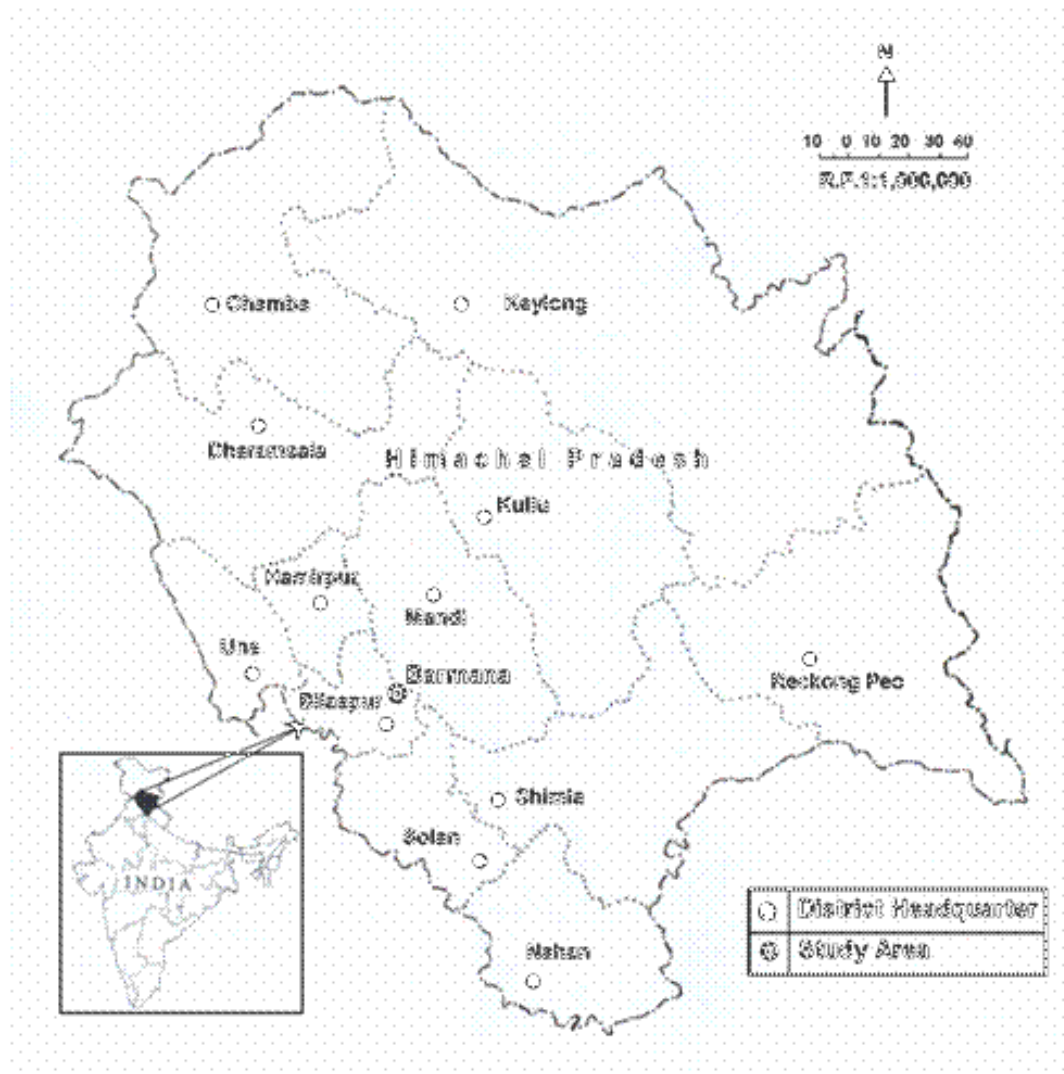 N
10 0 10 20 30 40
R.F.1:1,000,000
Chamba
Keylong
Dharamsala
Himachal Pradesh
Kullu
Hamirpur
Mandi
Una
Barmana
Bilaspur
Reckong Peo
Shimla
Solan
INDIA
Nahan
District Headquarter
Study Area